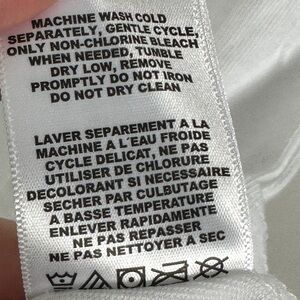 MACHINE WASH COLD
SEPARATELY, GENTLE CYCLE,
ONLY NON-CHLORINE BLEACH
WHEN NEEDED, TUMBLE
DRY LOW, REMOVE
PROMPTLY DO NOT IRON
DO NOT DRY CLEAN
LAVER SEPAREMENT A LA
MACHINE A L'EAU FROIDE
CYCLE DELICAT, NE PAS
UTILISER DE CHLORURE
DECOLORANT SI NECESSAIRE
SECHER PAR CULBUTAGE
A BASSE TEMPERATURE
ENLEVER RAPIDAMENTE
NE PAS REPASSER
NE PAS NETTOYER A SEC